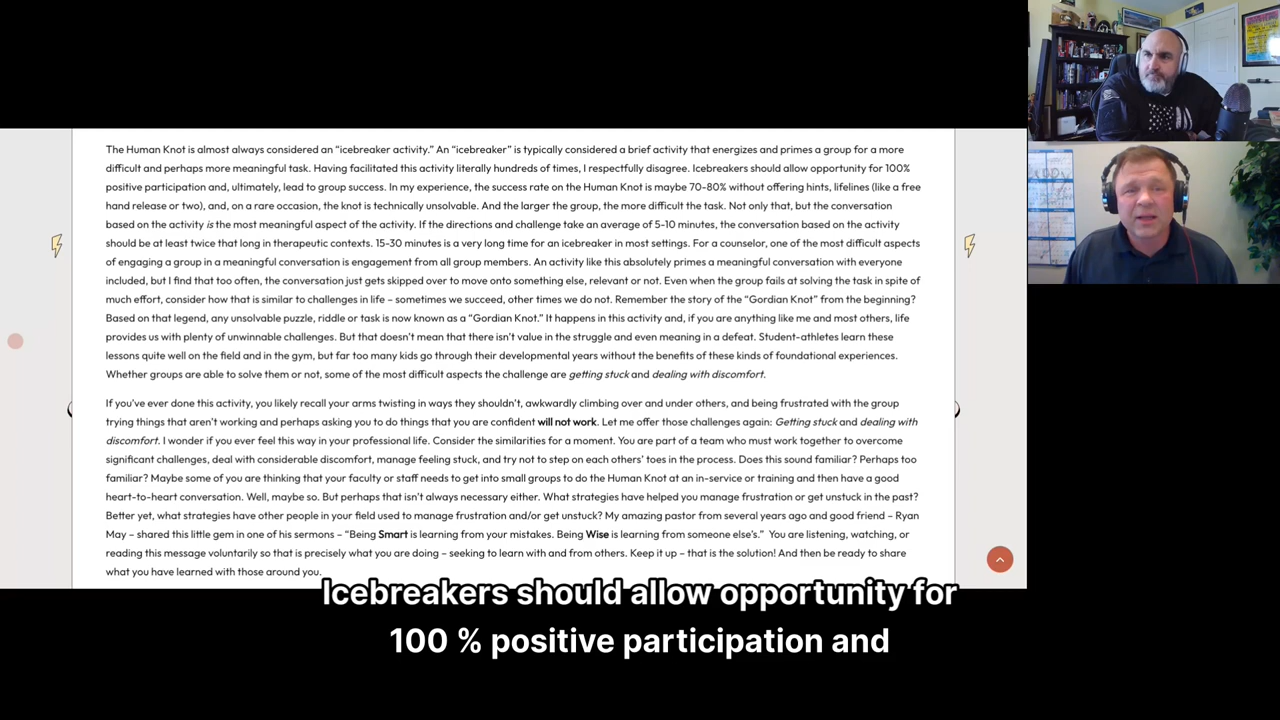 The Human Knot is almost always considered an “icebreaker activity.” An “icebreaker” is typically considered a brief activity that energizes and primes a group for a more
difficult and perhaps more meaningful task. Having facilitated this activity literally hundreds of times, I respectfully disagree. Icebreakers should allow opportunity for 100%
positive participation and, ultimately, lead to group success. In my experience, the success rate on the Human Knot is maybe 70-80% without offering hints, lifelines (like a free
hand release or two), and, on a rare occasion, the knot is technically unsolvable. And the larger the group, the more difficult the task. Not only that, but the conversation
based on the activity is the most meaningful aspect of the activity. If the directions and challenge take an average of 5-10 minutes, the conversation based on the activity
should be at least twice that long in therapeutic contexts. 15-30 minutes is a very long time for an icebreaker in most settings. For a counselor, one of the most difficult aspects
of engaging a group in a meaningful conversation is engagement from all group members. An activity like this absolutely primes a meaningful conversation with everyone
included, but I find that too often, the conversation just gets skipped over to move onto something else, relevant or not. Even when the group fails at solving the task in spite of
much effort, consider how that is similar to challenges in life – sometimes we succeed, other times we do not. Remember the story of the “Gordian Knot” from the beginning?
Based on that legend, any unsolvable puzzle, riddle or task is now known as a “Gordian Knot.” It happens in this activity and, if you are anything like me and most others, life
provides us with plenty of unwinnable challenges. But that doesn’t mean that there isn’t value in the struggle and even meaning in a defeat. Student-athletes learn these
lessons quite well on the field and in the gym, but far too many kids go through their developmental years without the benefits of these kinds of foundational experiences.
Whether groups are able to solve them or not, some of the most difficult aspects the challenge are getting stuck and dealing with discomfort.
If you’ve ever done this activity, you likely recall your arms twisting in ways they shouldn’t, awkwardly climbing over and under others, and being frustrated with the group
trying things that aren’t working and perhaps asking you to do things that you are confident will not work. Let me offer those challenges again: Getting stuck and dealing with
discomfort. I wonder if you ever feel this way in your professional life. Consider the similarities for a moment. You are part of a team who must work together to overcome
significant challenges, deal with considerable discomfort, manage feeling stuck, and try not to step on each others’ toes in the process. Does this sound familiar? Perhaps too
familiar? Maybe some of you are thinking that your faculty or staff needs to get into small groups to do the Human Knot at an in-service or training and then have a good
heart-to-heart conversation. Well, maybe so. But perhaps that isn’t always necessary either. What strategies have helped you manage frustration or get unstuck in the past?
Better yet, what strategies have other people in your field used to manage frustration and/or get unstuck? My amazing pastor from several years ago and good friend – Ryan
May – shared this little gem in one of his sermons – “Being Smart is learning from your mistakes. Being Wise is learning from someone else’s.” You are listening, watching, or
reading this message voluntarily so that is precisely what you are doing – seeking to learn with and from others. Keep it up – that is the solution! And then be ready to share
what you have learned with those around you.
Icebreakers should allow opportunity for
100 % positive participation and